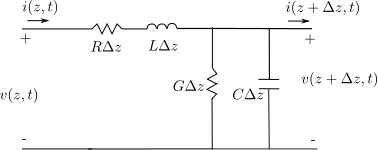 i(z, t)
i(z + Δz, t)
+
+
RΔz
LΔz
GΔz
CΔz
v(z, t)
v(z + Δz, t)
-
-